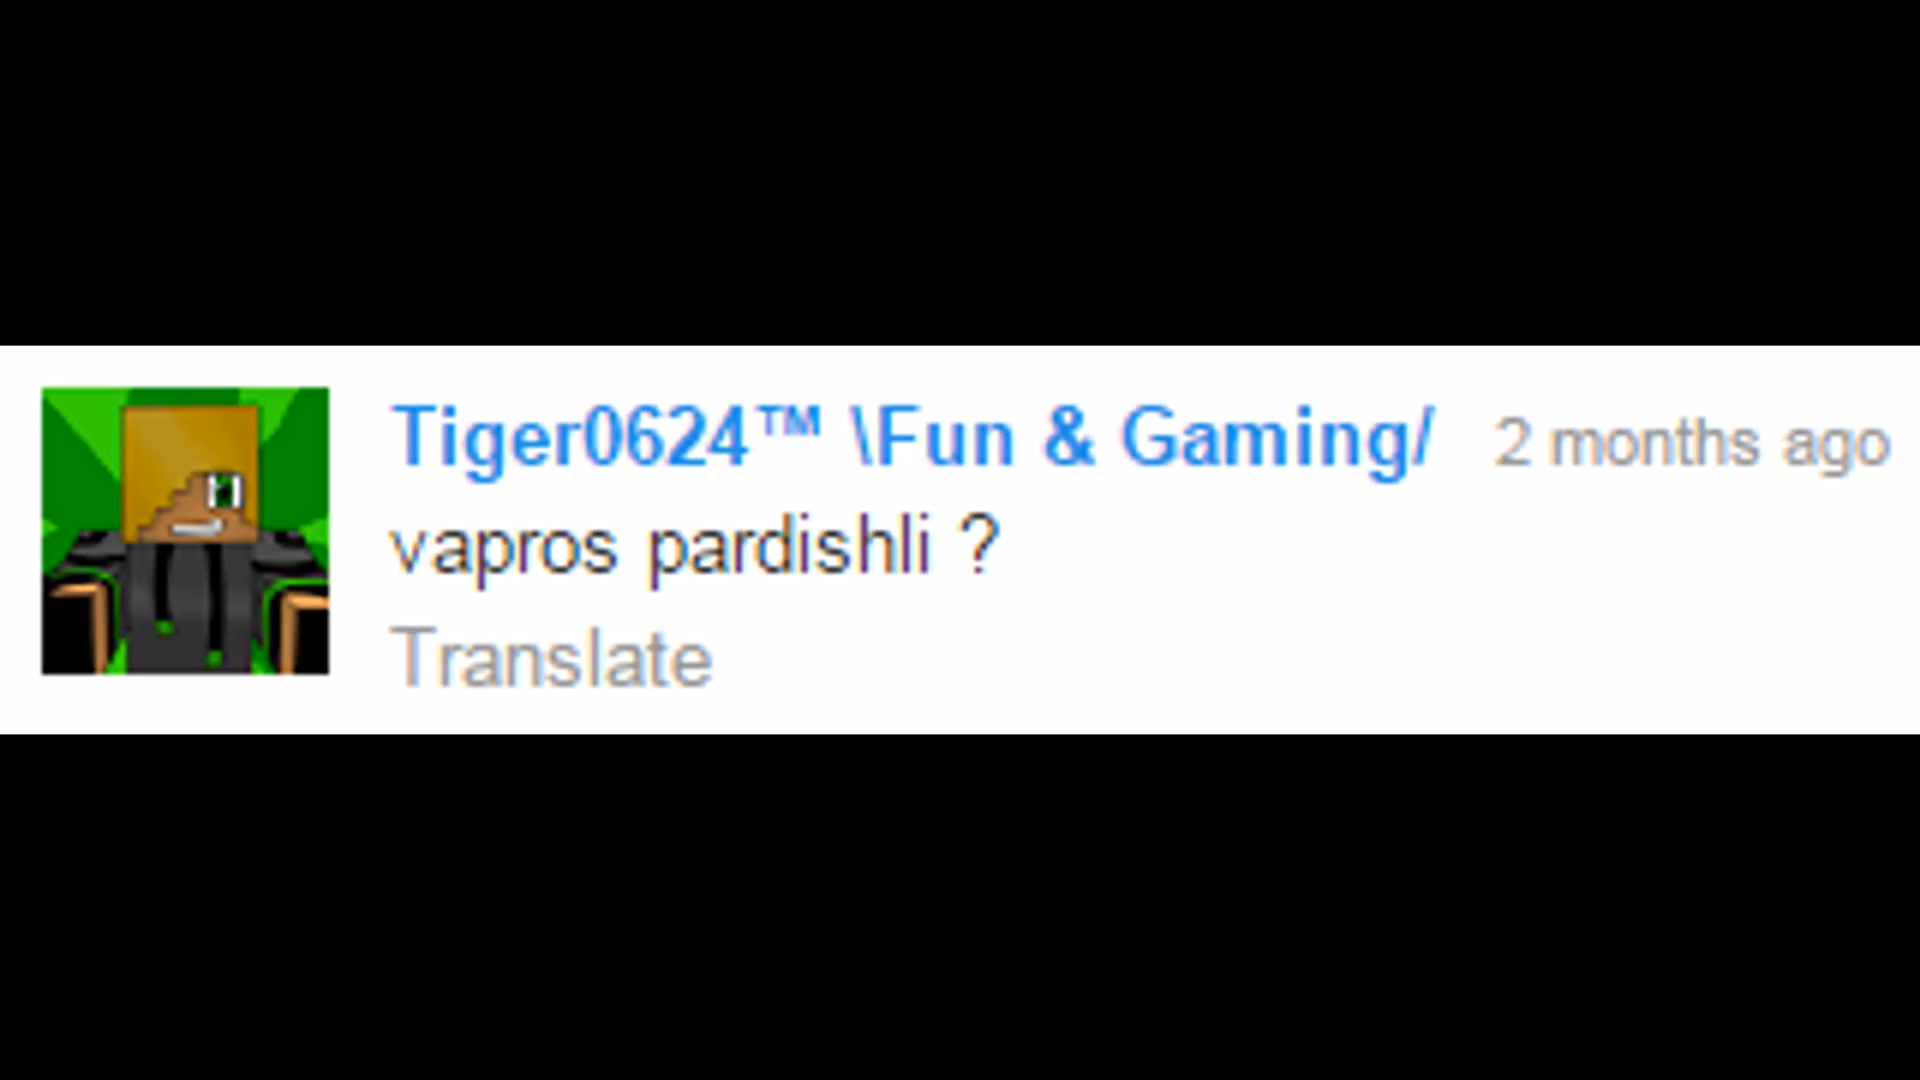 Tiger0624™ \Fun & Gaming/ 2 months ago
vapros pardishli ?
Translate